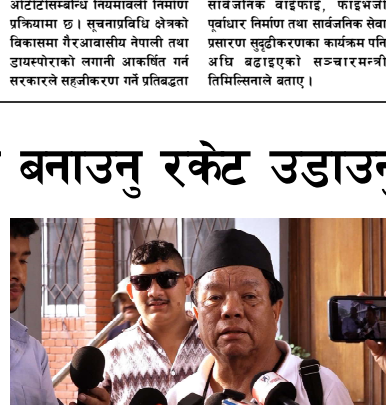 ओटीटीसम्बन्धि नियमावली निर्माण
प्रक्रियामा छ । सूचनाप्रविधि क्षेत्रको
विकासमा गैरआवासीय नेपाली तथा
डायस्पोराको लगानी आकर्षित गर्न
सरकारले सहजीकरण गर्ने प्रतिबद्धता
सार्वजनिक वाइफाइ, फाइभजी
पूर्वाधार निर्माण तथा सार्वजनिक सेवा
प्रसारण सुदृढीकरणका कार्यक्रम पनि
अघि बढाइएको सञ्चारमन्त्री
तिमिल्सिनाले बताए ।
बनाउनु रकेट उडाउनु